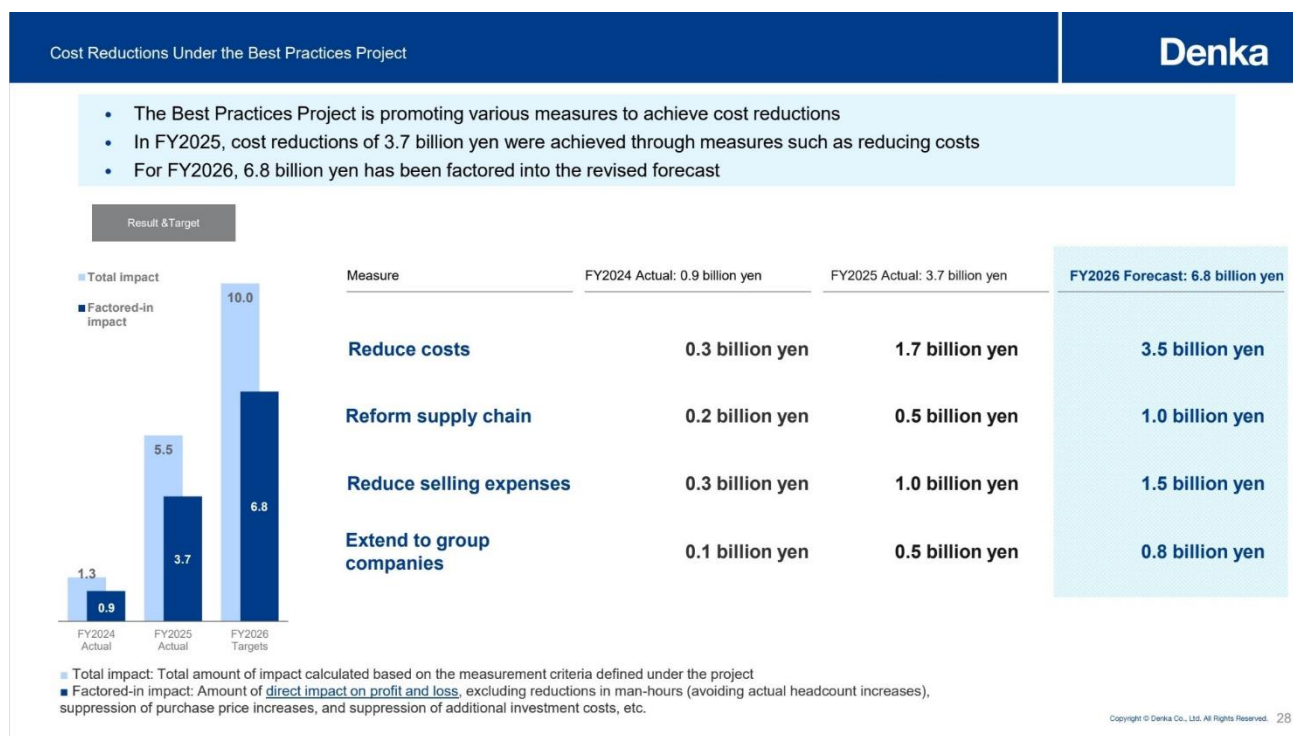 Cost Reductions Under the Best Practices Project
Denka
• The Best Practices Project is promoting various measures to achieve cost reductions
• In FY2025, cost reductions of 3.7 billion yen were achieved through measures such as reducing costs
• For FY2026, 6.8 billion yen has been factored into the revised forecast
Result &Target
Total impact
Factored-in
impact
10.0
5.5
6.8
3.7
1.3
0.9
FY2024
Actual
FY2025
Actual
FY2026
Targets
Measure FY2024 Actual: 0.9 billion yen FY2025 Actual: 3.7 billion yen FY2026 Forecast: 6.8 billion yen
Reduce costs 0.3 billion yen 1.7 billion yen 3.5 billion yen
Reform supply chain 0.2 billion yen 0.5 billion yen 1.0 billion yen
Reduce selling expenses 0.3 billion yen 1.0 billion yen 1.5 billion yen
Extend to group
companies 0.1 billion yen 0.5 billion yen 0.8 billion yen
Total impact: Total amount of impact calculated based on the measurement criteria defined under the project
Factored-in impact: Amount of direct impact on profit and loss, excluding reductions in man-hours (avoiding actual headcount increases),
suppression of purchase price increases, and suppression of additional investment costs, etc.
Copyright © Denka Co., Ltd. All Rights Reserved. 28